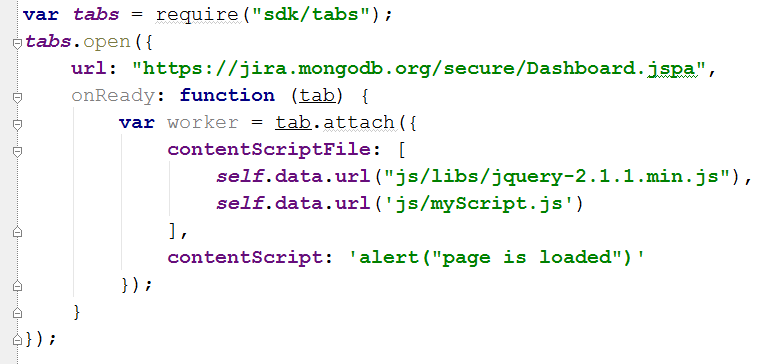 var tabs = require("sdk/tabs");
tabs.open({
    url: "https://jira.mongodb.org/secure/Dashboard.jspa",
    onReady: function (tab) {
        var worker = tab.attach({
            contentScriptFile: [
                self.data.url("js/libs/jquery-2.1.1.min.js"),
                self.data.url('js/myScript.js')
            ],
            contentScript: 'alert("page is loaded")'
        });
    }
});